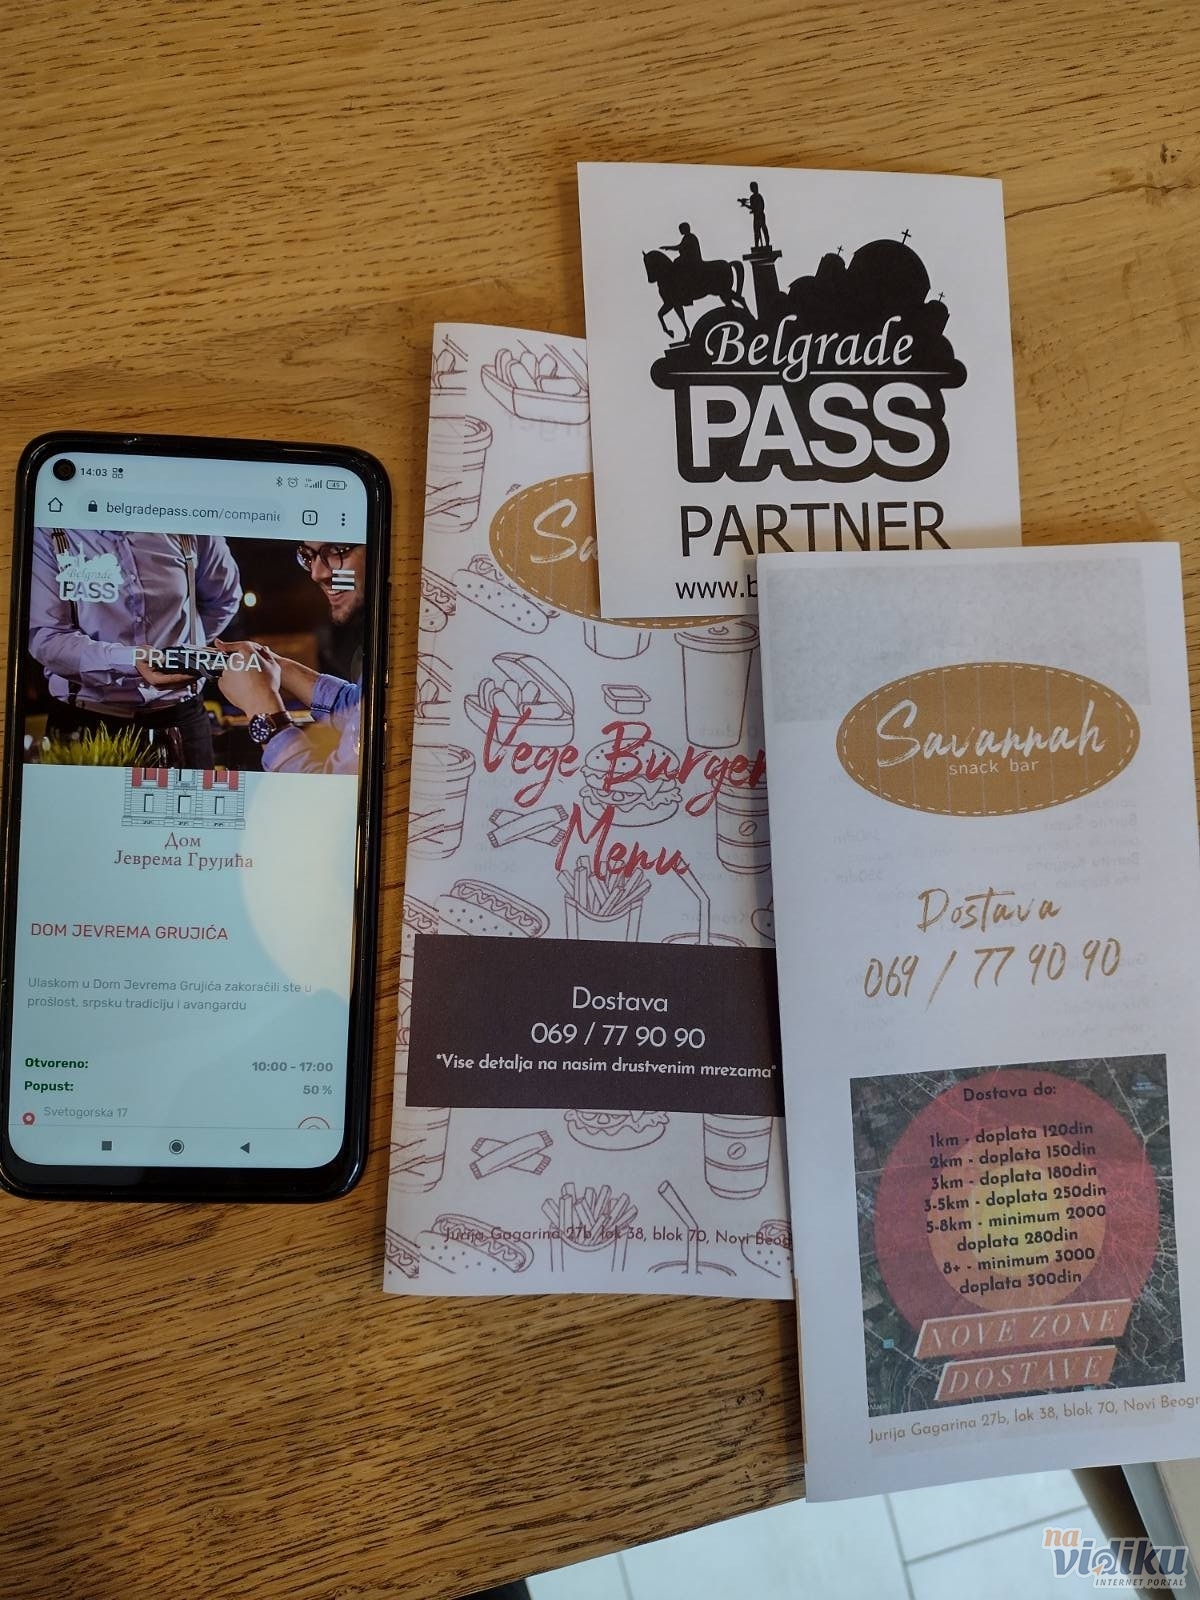 14:03
49
belgradepass.com/companie
1
Belgrade
PASS
PRETRAGA
Дом
Јеврема Грујића
DOM JEVREMA GRUJIĆA
Ulaskom u Dom Jevrema Grujića zakoračili ste u
prošlost, srpsku tradiciju i avangardu
Otvoreno: 10:00 - 17:00
Popust: 50 %
Svetogorska 17
Belgrade
PASS
PARTNER
www.b
Sa
Vege Burger
Menu
Dostava
069 / 77 90 90
*Vise detalja na nasim drustvenim mrezama*
Jurija Gagarina 27b, lok 38, blok 70, Novi Beog
Savannah
snack bar
Dostava
069 / 77 90 90
Dostava do:
1km - doplata 120din
2km - doplata 150din
3km - doplata 180din
3-5km - doplata 250din
5-8km - minimum 2000
doplata 280din
8+ - minimum 3000
doplata 300din
NOVE ZONE
DOSTAVE
Jurija Gagarina 27b, lok 38, blok 70, Novi Beogr
na
vidiku
INTERNET PORTAL